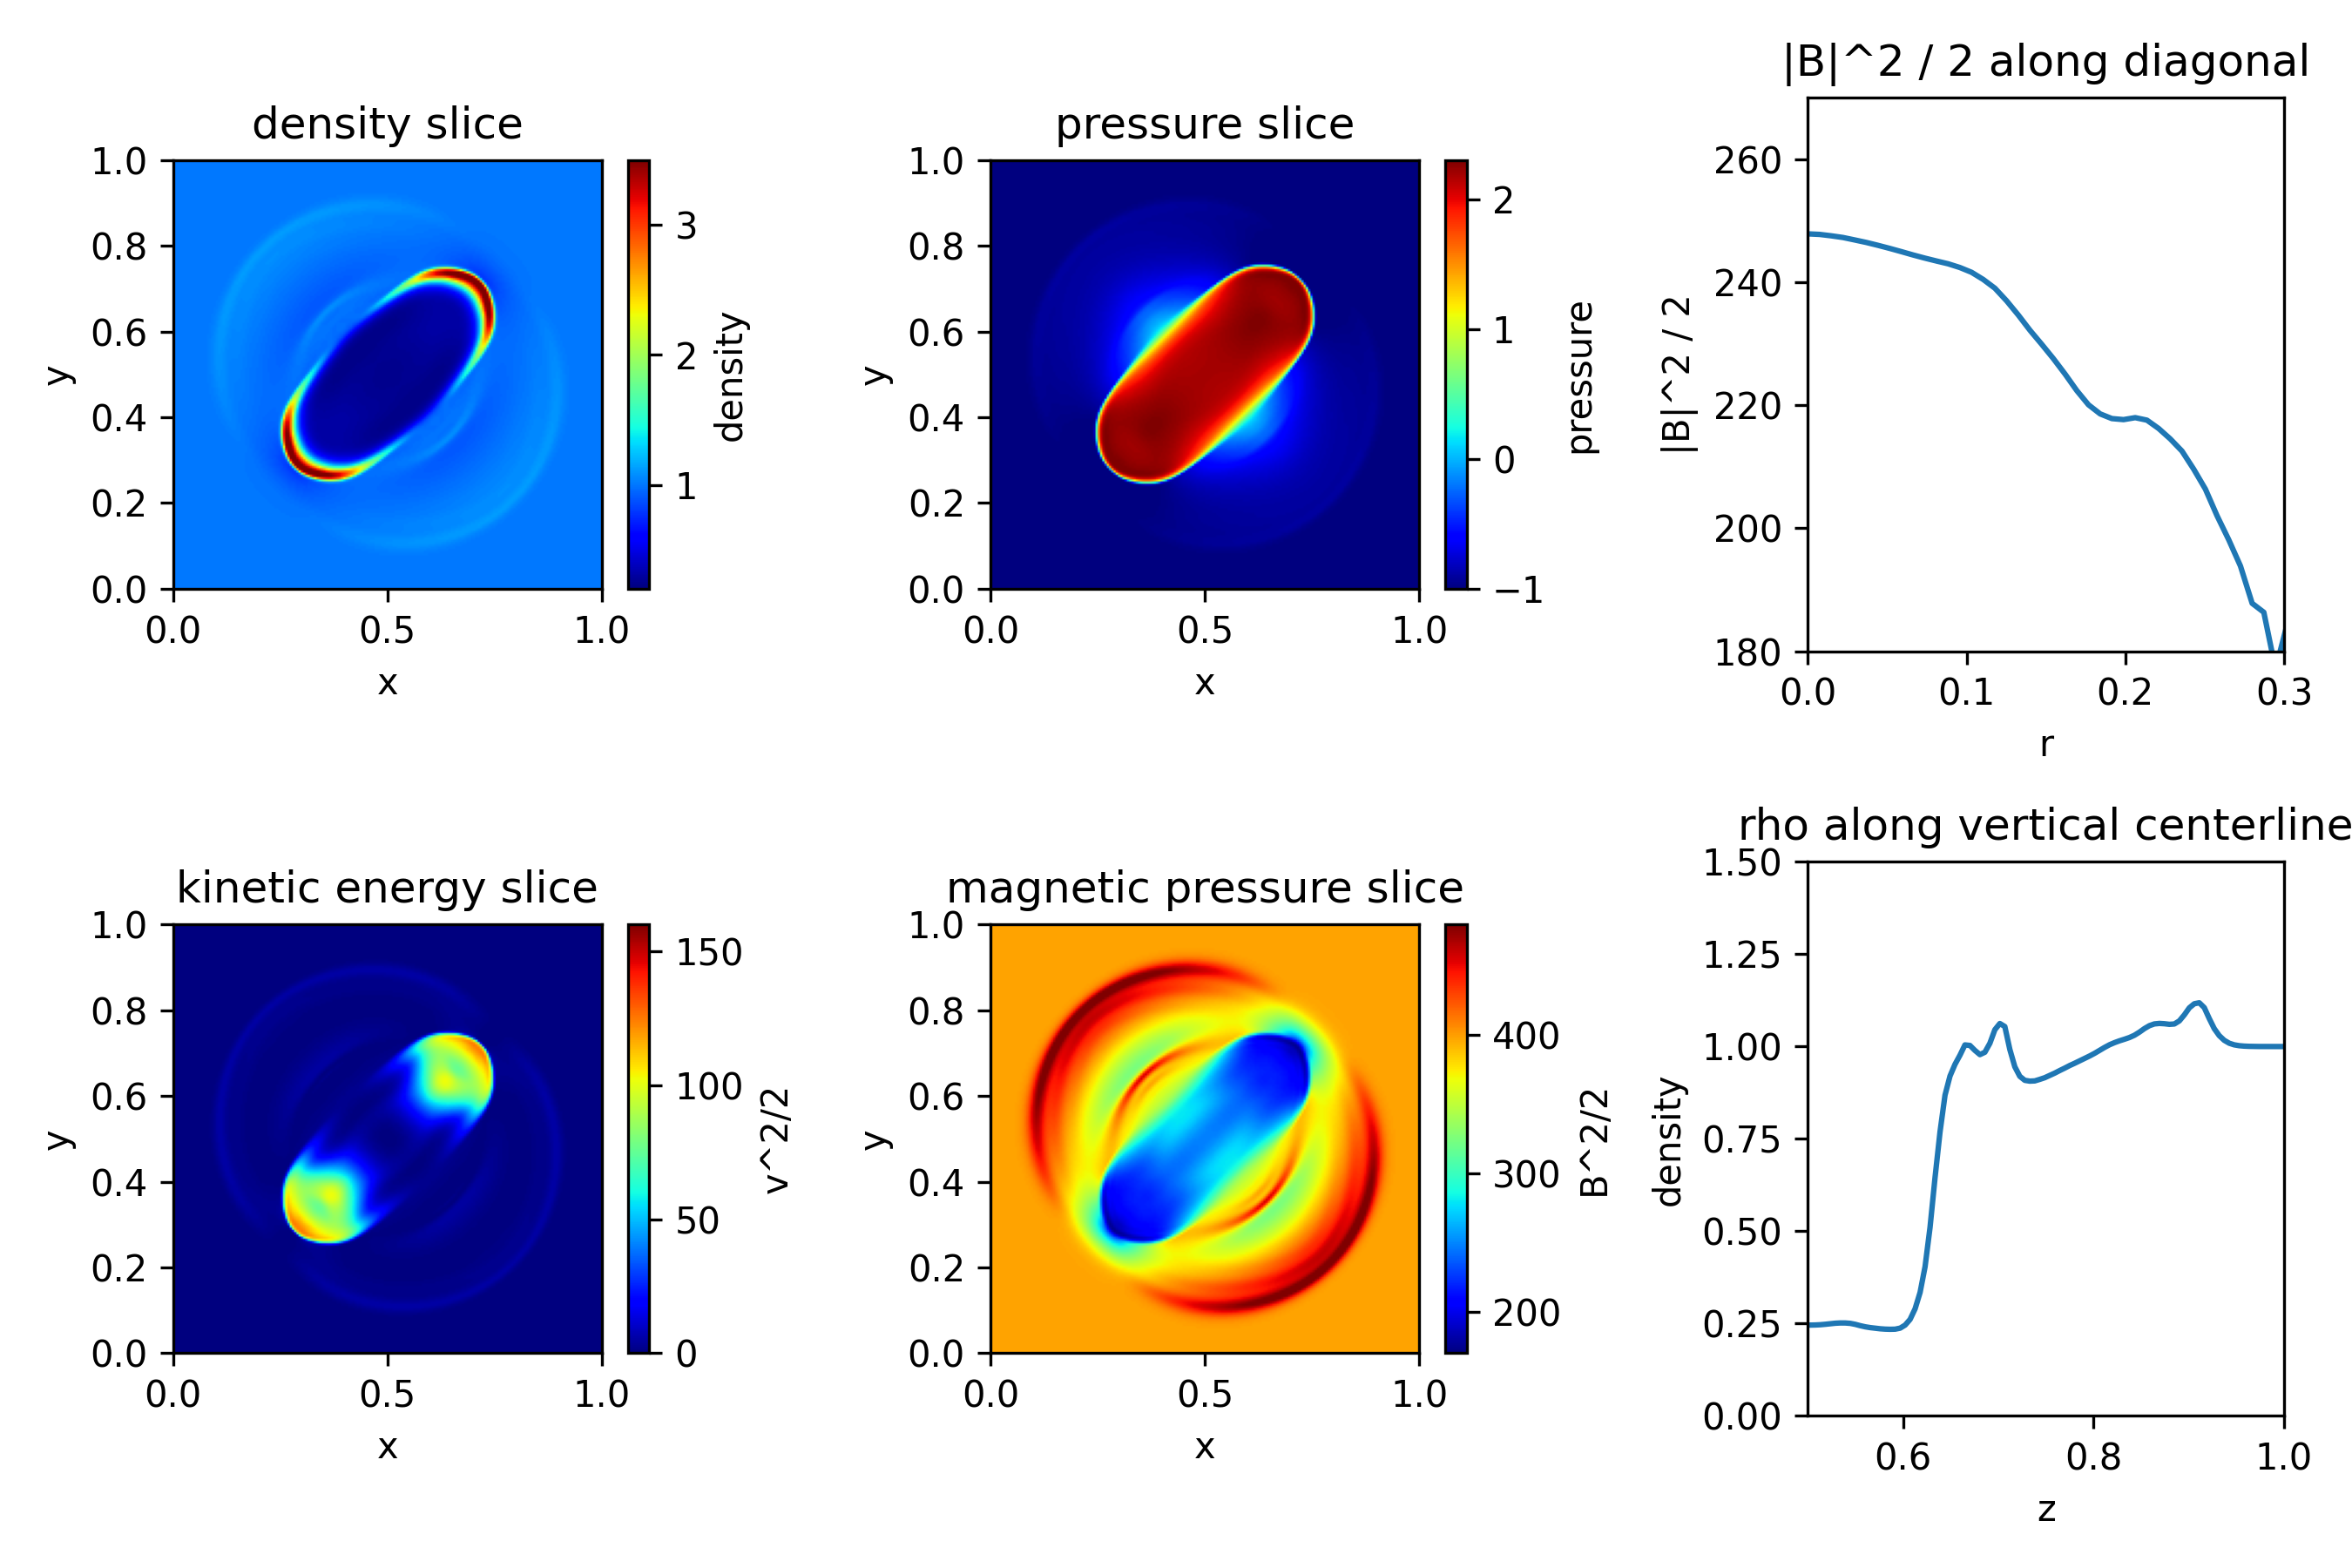 density slice
1.0
0.8
0.6
0.4
0.2
0.0
y
0.0 0.5 1.0
x
3
2
1
density
pressure slice
1.0
0.8
0.6
0.4
0.2
0.0
y
0.0 0.5 1.0
x
2
1
0
−1
pressure
|B|^2 / 2 along diagonal
260
240
220
200
180
|B|^2 / 2
0.0 0.1 0.2 0.3
r
kinetic energy slice
1.0
0.8
0.6
0.4
0.2
0.0
y
0.0 0.5 1.0
x
150
100
50
0
v^2/2
magnetic pressure slice
1.0
0.8
0.6
0.4
0.2
0.0
y
0.0 0.5 1.0
x
400
300
200
B^2/2
rho along vertical centerline
1.50
1.25
1.00
0.75
0.50
0.25
0.00
density
0.6 0.8 1.0
z